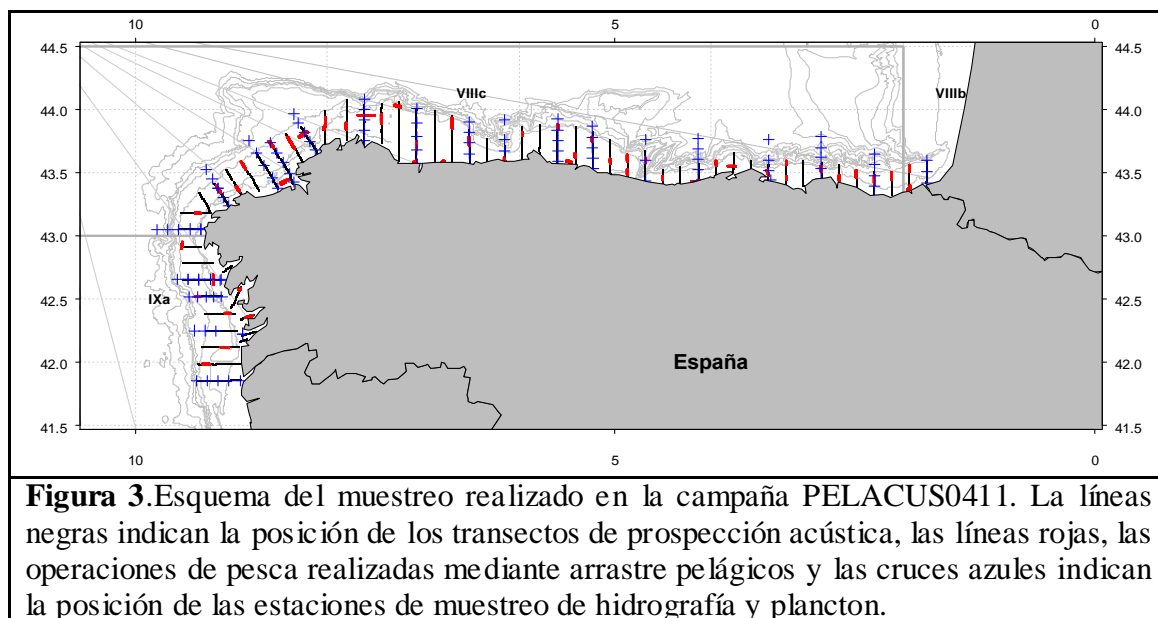 10 5 0
44.5 44.5
VIIIc VIIIb
44.0 44.0
43.5 43.5
43.0 43.0
42.5 42.5
IXa
42.0 42.0
España
41.5 41.5
10 5 0
Figura 3.Esquema del muestreo realizado en la campaña PELACUS0411. La líneas
negras indican la posición de los transectos de prospección acústica, las líneas rojas, las
operaciones de pesca realizadas mediante arrastre pelágicos y las cruces azules indican
la posición de las estaciones de muestreo de hidrografía y plancton.